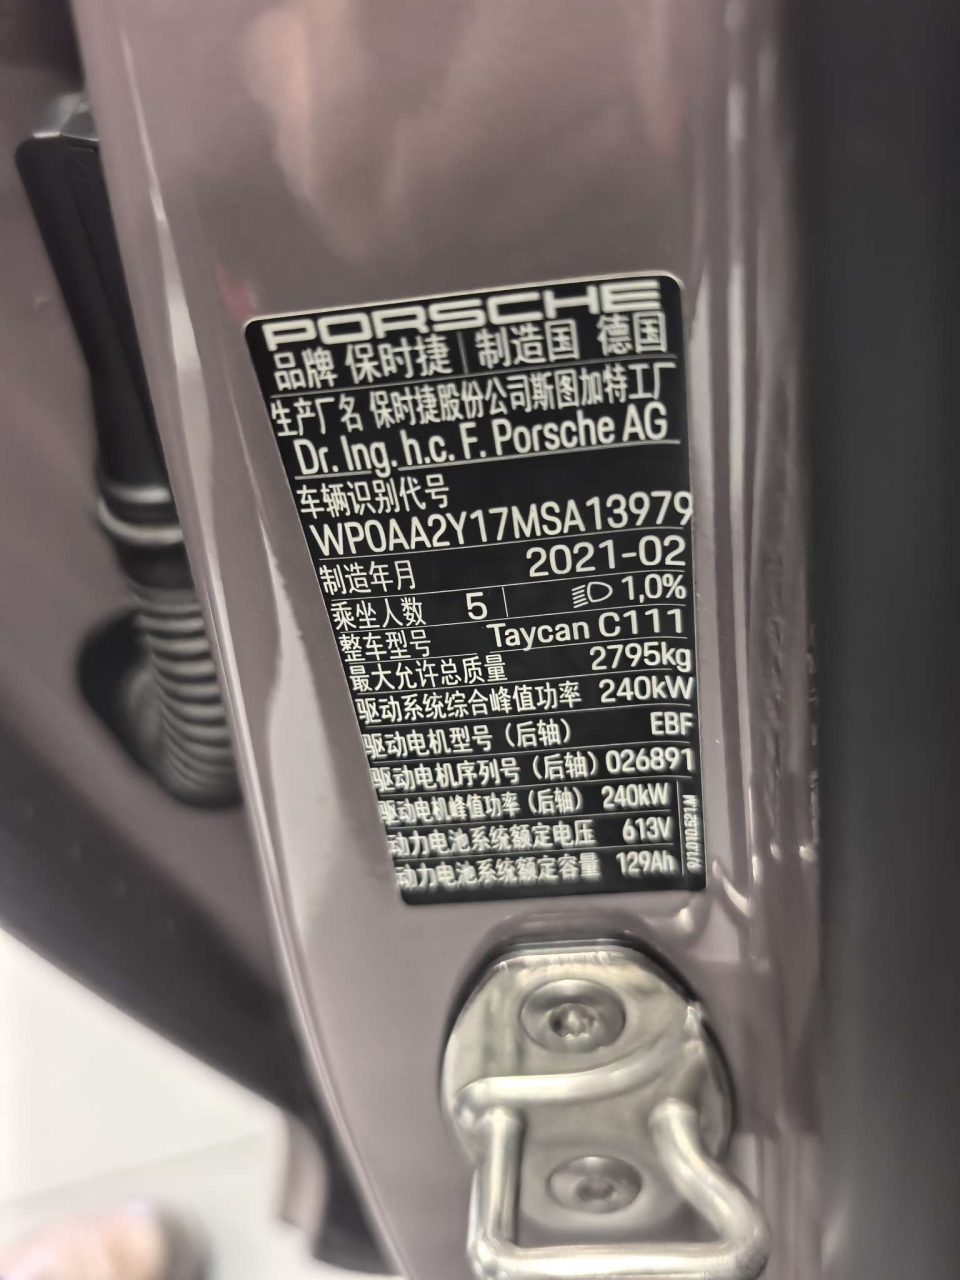 PORSCHE
品牌 保时捷 制造国 德国
生产厂名 保时捷股份公司斯图加特工厂
Dr. Ing. h.c. F. Porsche AG
车辆识别代号
WP0AA2Y17MSA13979
制造年月 2021-02
乘坐人数 5 1,0%
整车型号 Taycan C111
最大允许总质量 2795kg
驱动系统综合峰值功率 240kW
驱动电机型号（后轴） EBF
驱动电机序列号（后轴） 026891
驱动电机峰值功率（后轴） 240kW
动力电池系统额定电压 613V
动力电池系统额定容量 129Ah